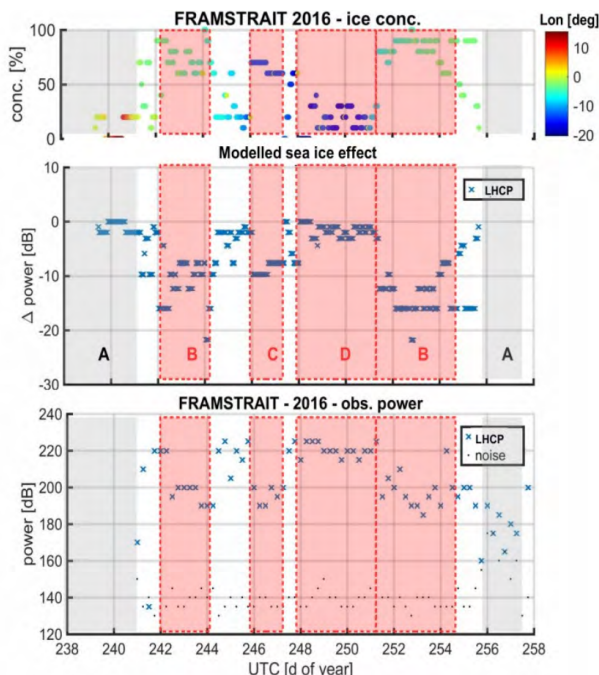 FRAMSTRAIT 2016 - ice conc.
Lon [deg]
100
50
0
conc. [%]
10
0
-10
-20
Modelled sea ice effect
10
0
-10
-20
-30
Δ power [dB]
× LHCP
A B C D B A
FRAMSTRAIT - 2016 - obs. power
240
220
200
180
160
140
120
power [dB]
× LHCP
· noise
238 240 242 244 246 248 250 252 254 256 258
UTC [d of year]